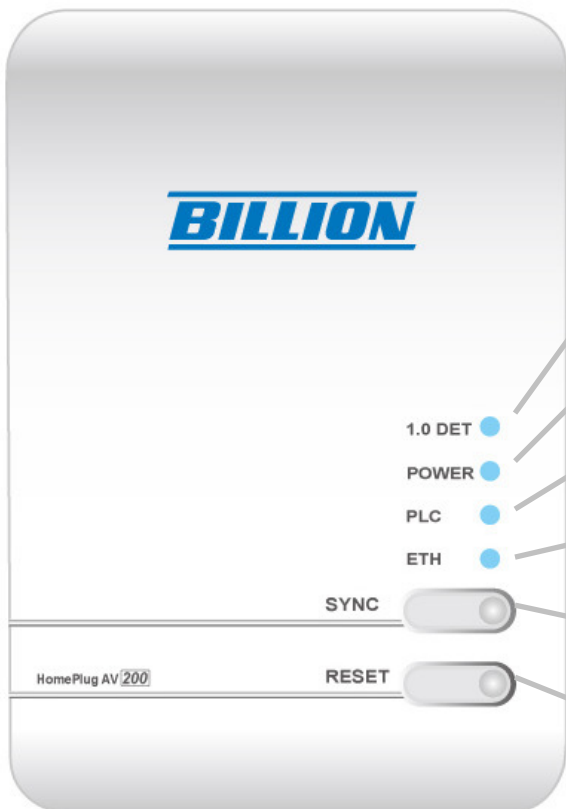 BILLION
1.0 DET
POWER
PLC
ETH
SYNC
HomePlug AV 200
RESET